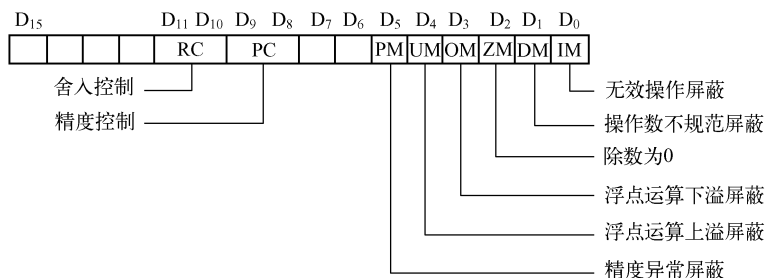 D15 D11 D10 D9 D8 D7 D6 D5 D4 D3 D2 D1 D0
RC PC PM UM OM ZM DM IM
舍入控制
精度控制
无效操作屏蔽
操作数不规范屏蔽
除数为0
浮点运算下溢屏蔽
浮点运算上溢屏蔽
精度异常屏蔽